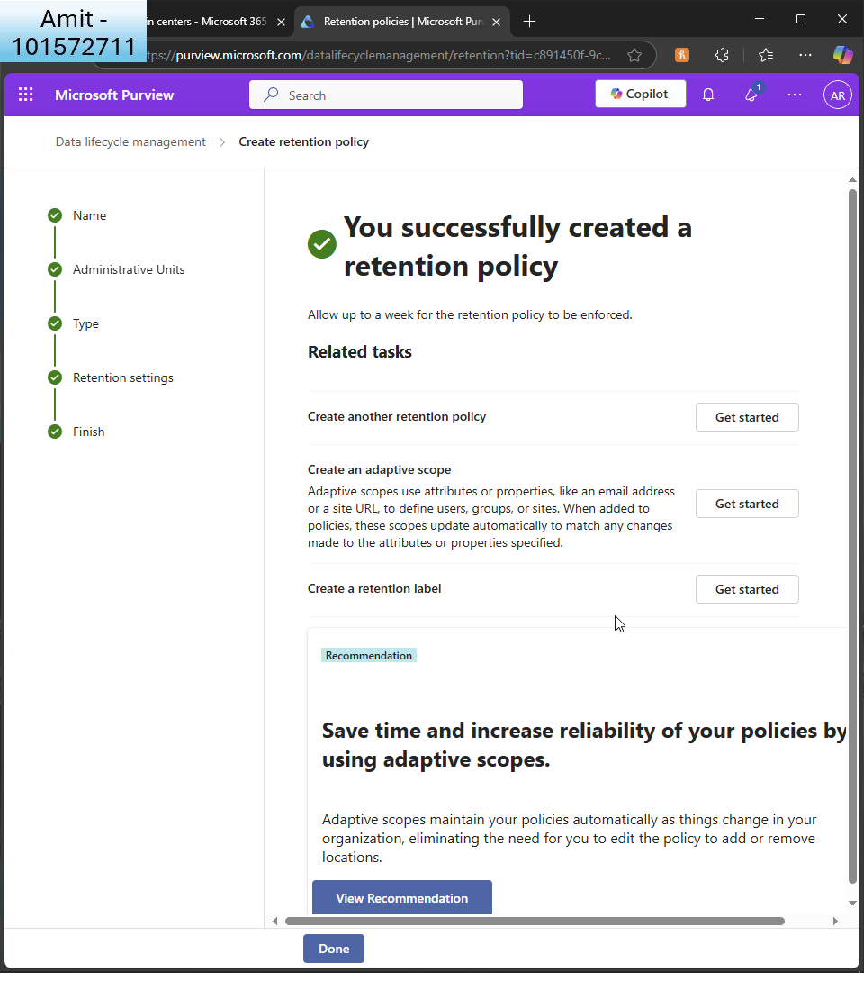 Amit -
101572711
in centers - Microsoft 365
Retention policies | Microsoft Pur
tps://purview.microsoft.com/datalifecyclemanagement/retention?tid=c891450f-9c...
Microsoft Purview
Search
Copilot
1
AR
Data lifecycle management
Create retention policy
Name
Administrative Units
Type
Retention settings
Finish
You successfully created a
retention policy
Allow up to a week for the retention policy to be enforced.
Related tasks
Create another retention policy
Get started
Create an adaptive scope
Adaptive scopes use attributes or properties, like an email address
or a site URL, to define users, groups, or sites. When added to
policies, these scopes update automatically to match any changes
made to the attributes or properties specified.
Get started
Create a retention label
Get started
Recommendation
Save time and increase reliability of your policies by
using adaptive scopes.
Adaptive scopes maintain your policies automatically as things change in your
organization, eliminating the need for you to edit the policy to add or remove
locations.
View Recommendation
Done